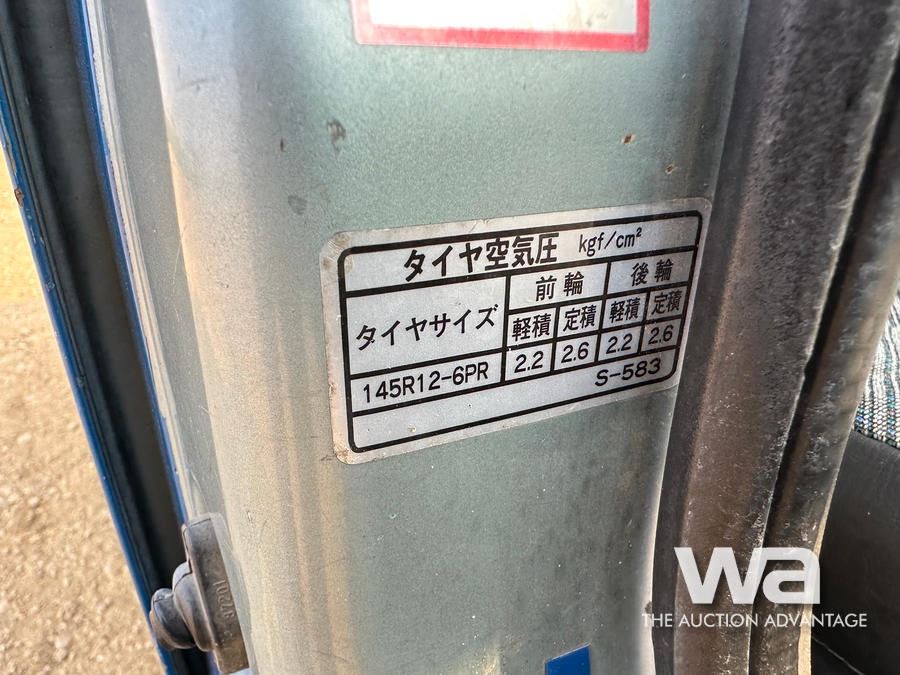 タイヤ空気圧 kgf/cm²
タイヤサイズ 前輪 後輪
軽積 定積 軽積 定積
145R12-6PR 2.2 2.6 2.2 2.6
S-583
wa
THE AUCTION ADVANTAGE